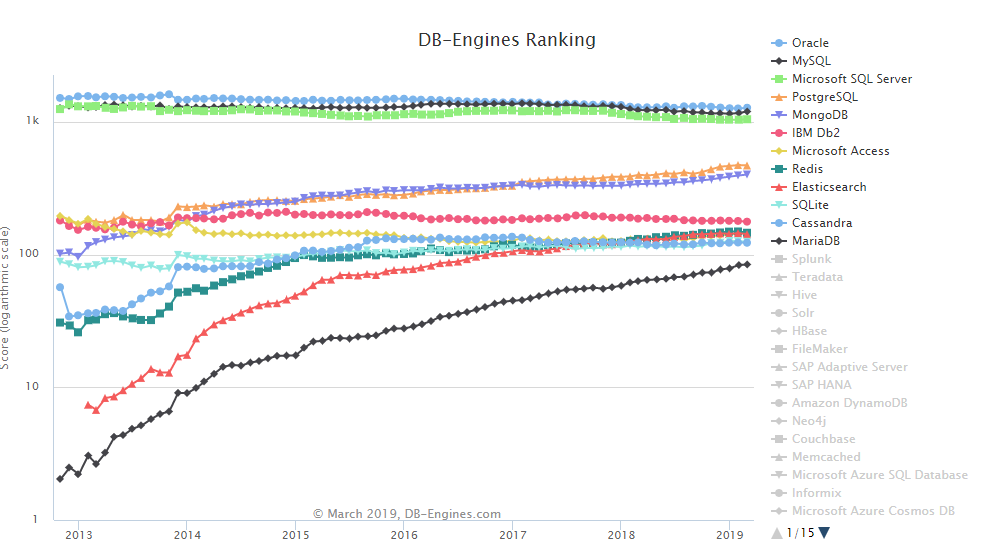 DB-Engines Ranking
Score (logarithmic scale)
1k
100
10
1
2013
2014
2015
2016
2017
2018
2019
© March 2019, DB-Engines.com
Oracle
MySQL
Microsoft SQL Server
PostgreSQL
MongoDB
IBM Db2
Microsoft Access
Redis
Elasticsearch
SQLite
Cassandra
MariaDB
Splunk
Teradata
Hive
Solr
HBase
FileMaker
SAP Adaptive Server
SAP HANA
Amazon DynamoDB
Neo4j
Couchbase
Memcached
Microsoft Azure SQL Database
Informix
Microsoft Azure Cosmos DB
1/15